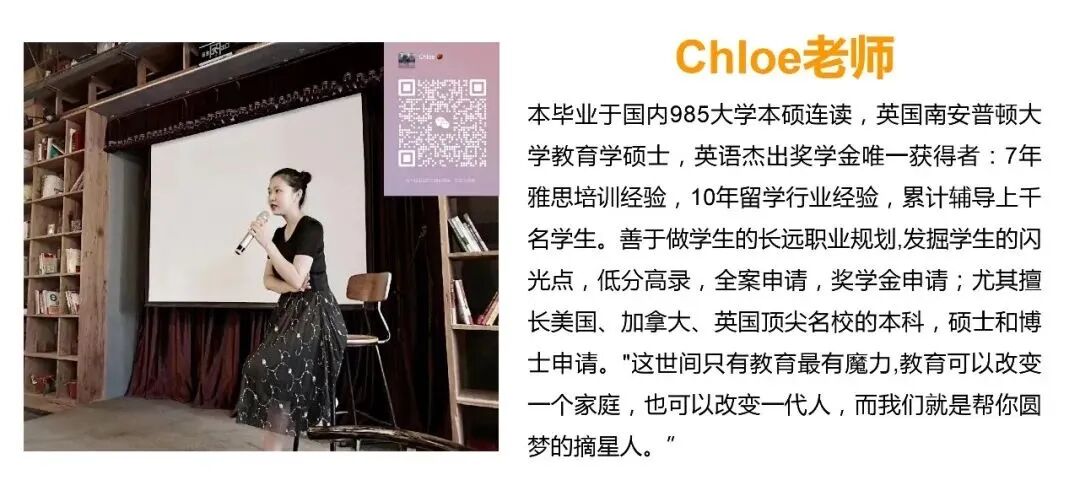 Chloe
Chloe老师
本毕业于国内985大学本硕连读，英国南安普顿大
学教育学硕士，英语杰出奖学金唯一获得者：7年
雅思培训经验，10年留学行业经验，累计辅导上千
名学生。善于做学生的长远职业规划,发掘学生的闪
光点，低分高录，全案申请，奖学金申请；尤其擅
长美国、加拿大、英国顶尖名校的本科，硕士和博
士申请。"这世间只有教育最有魔力,教育可以改变
一个家庭，也可以改变一代人，而我们就是帮你圆
梦的摘星人。”